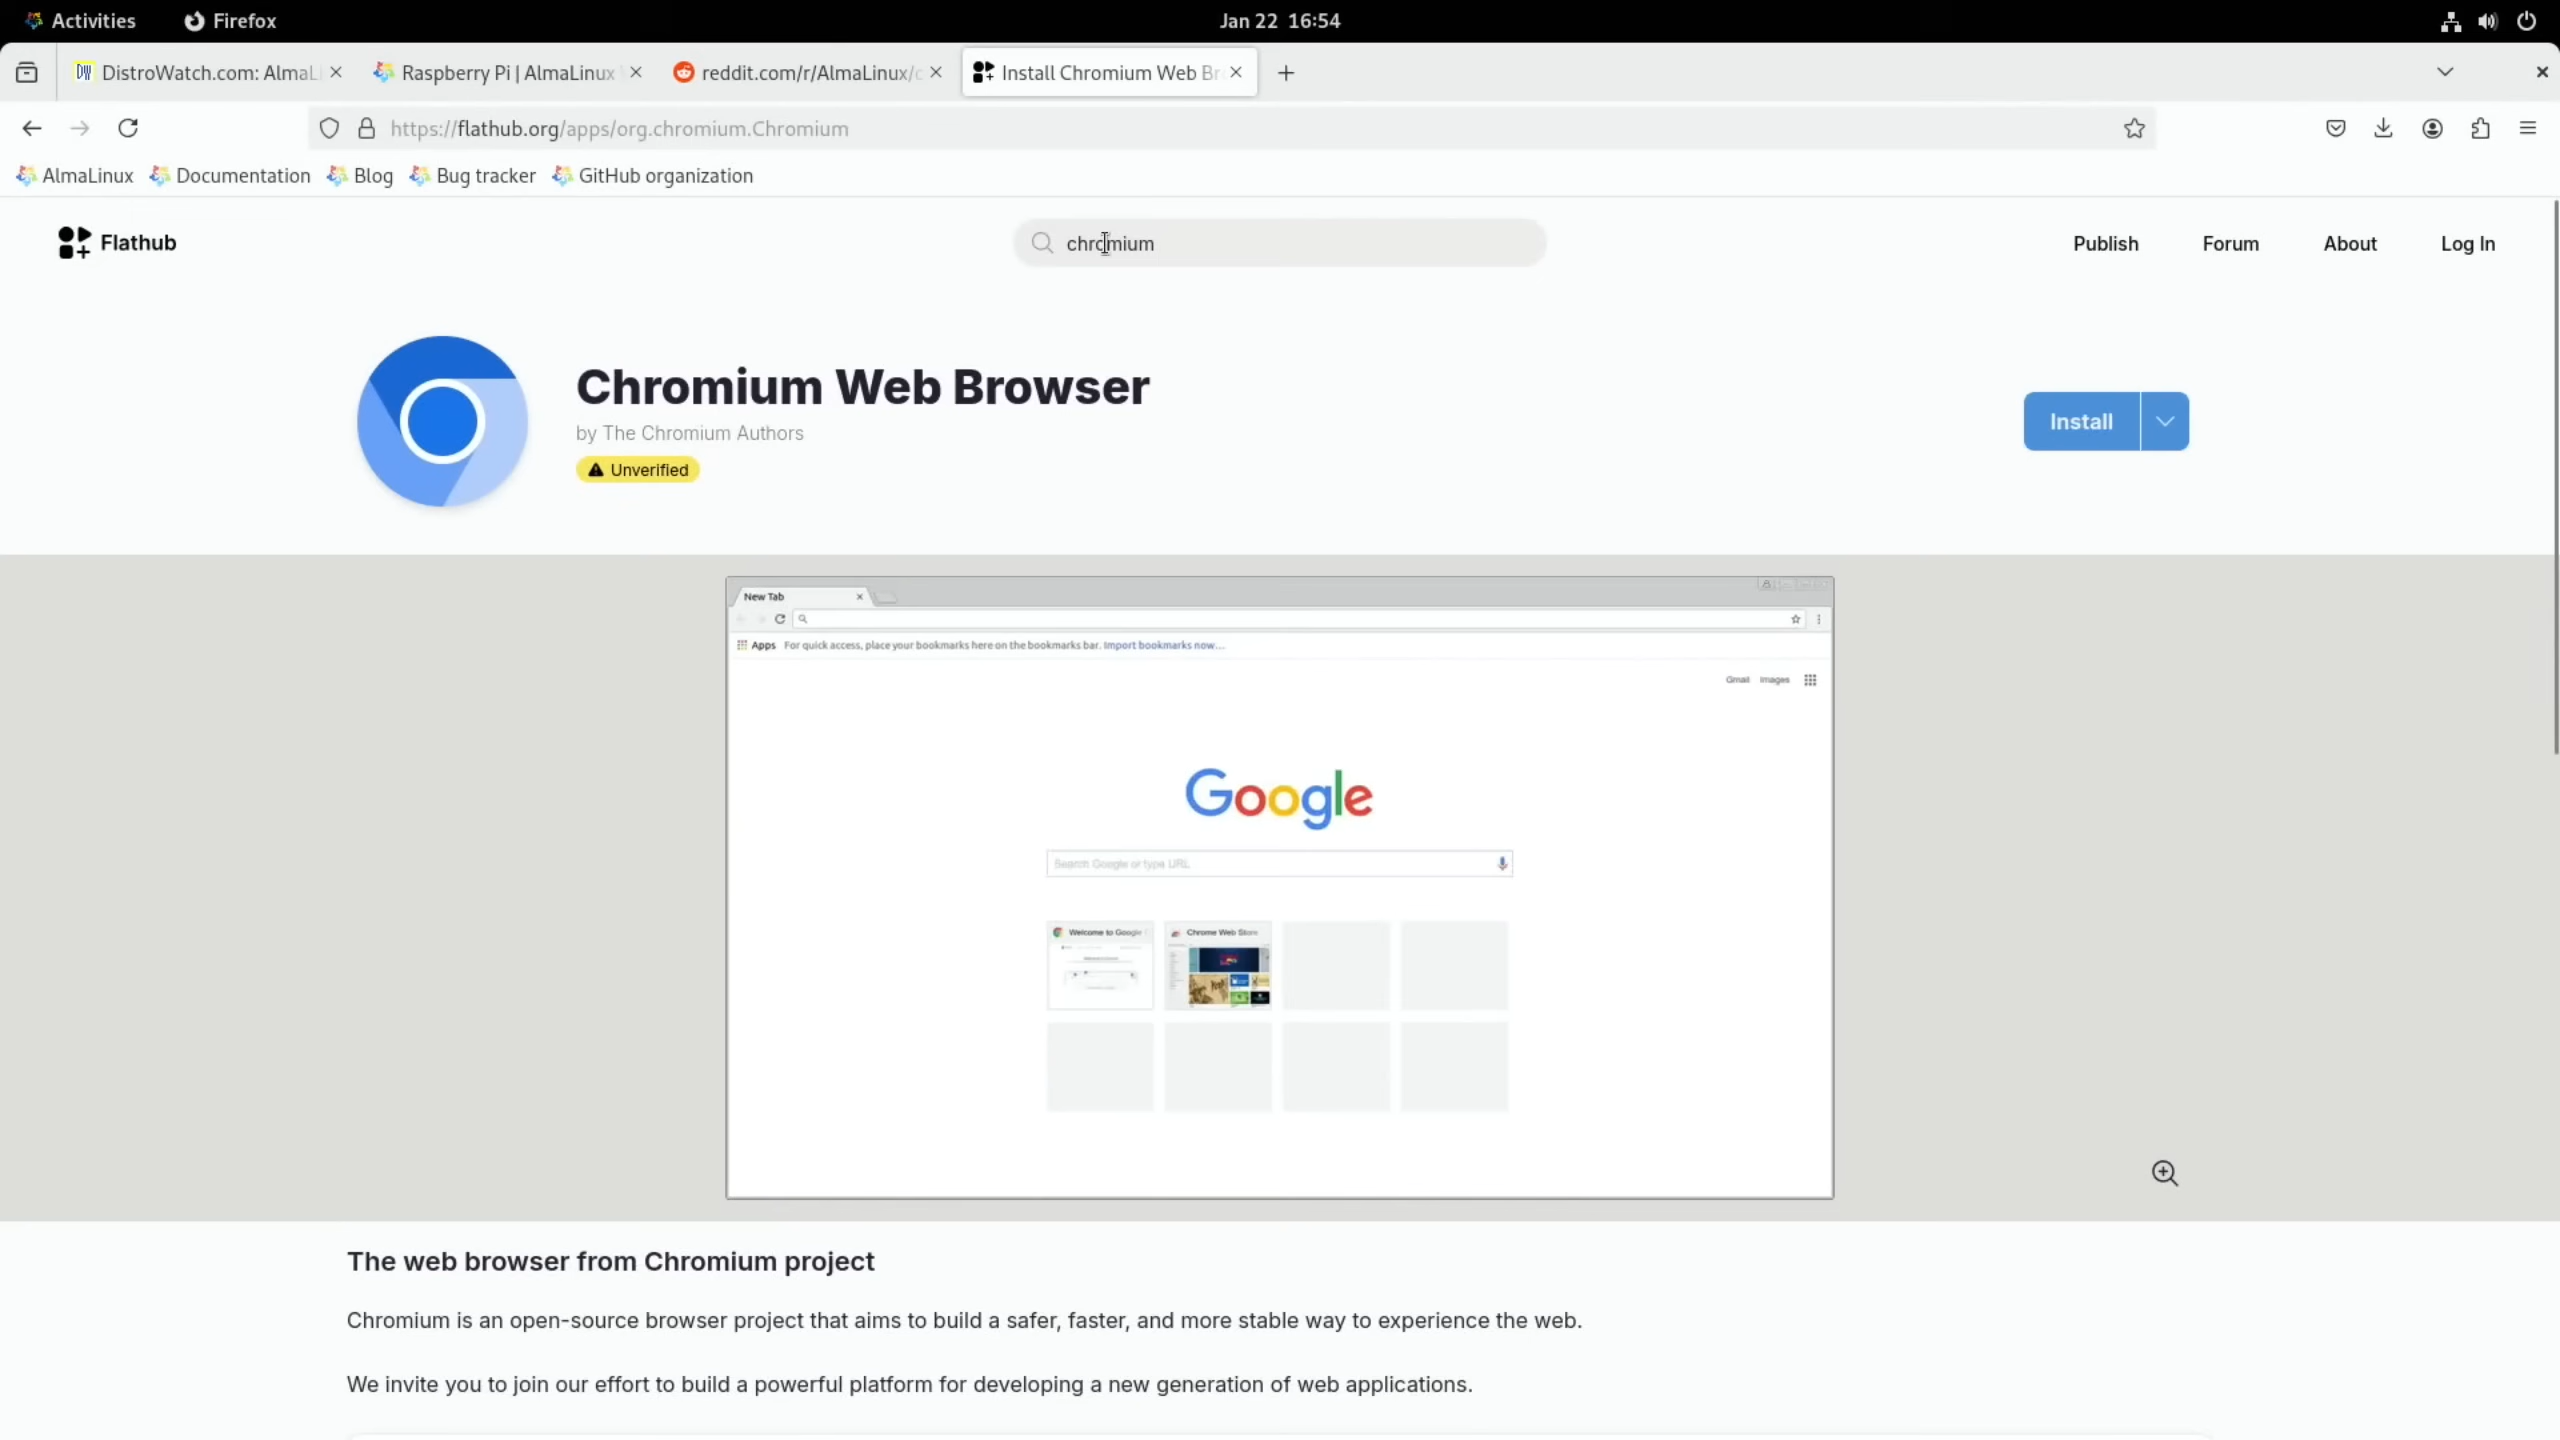 Activities Firefox Jan 22 16:54
DistroWatch.com: AlmaL Raspberry Pi | AlmaLinux reddit.com/r/AlmaLinux/c Install Chromium Web Br
https://flathub.org/apps/org.chromium.Chromium
AlmaLinux Documentation Blog Bug tracker GitHub organization
Flathub chromium Publish Forum About Log In
Chromium Web Browser
by The Chromium Authors
Unverified
Install
New Tab
Apps For quick access, place your bookmarks here on the bookmarks bar. Import bookmarks now...
Gmail Images
Google
Search Google or type URL
Welcome to Google Chrome Web Store
The web browser from Chromium project
Chromium is an open-source browser project that aims to build a safer, faster, and more stable way to experience the web.
We invite you to join our effort to build a powerful platform for developing a new generation of web applications.